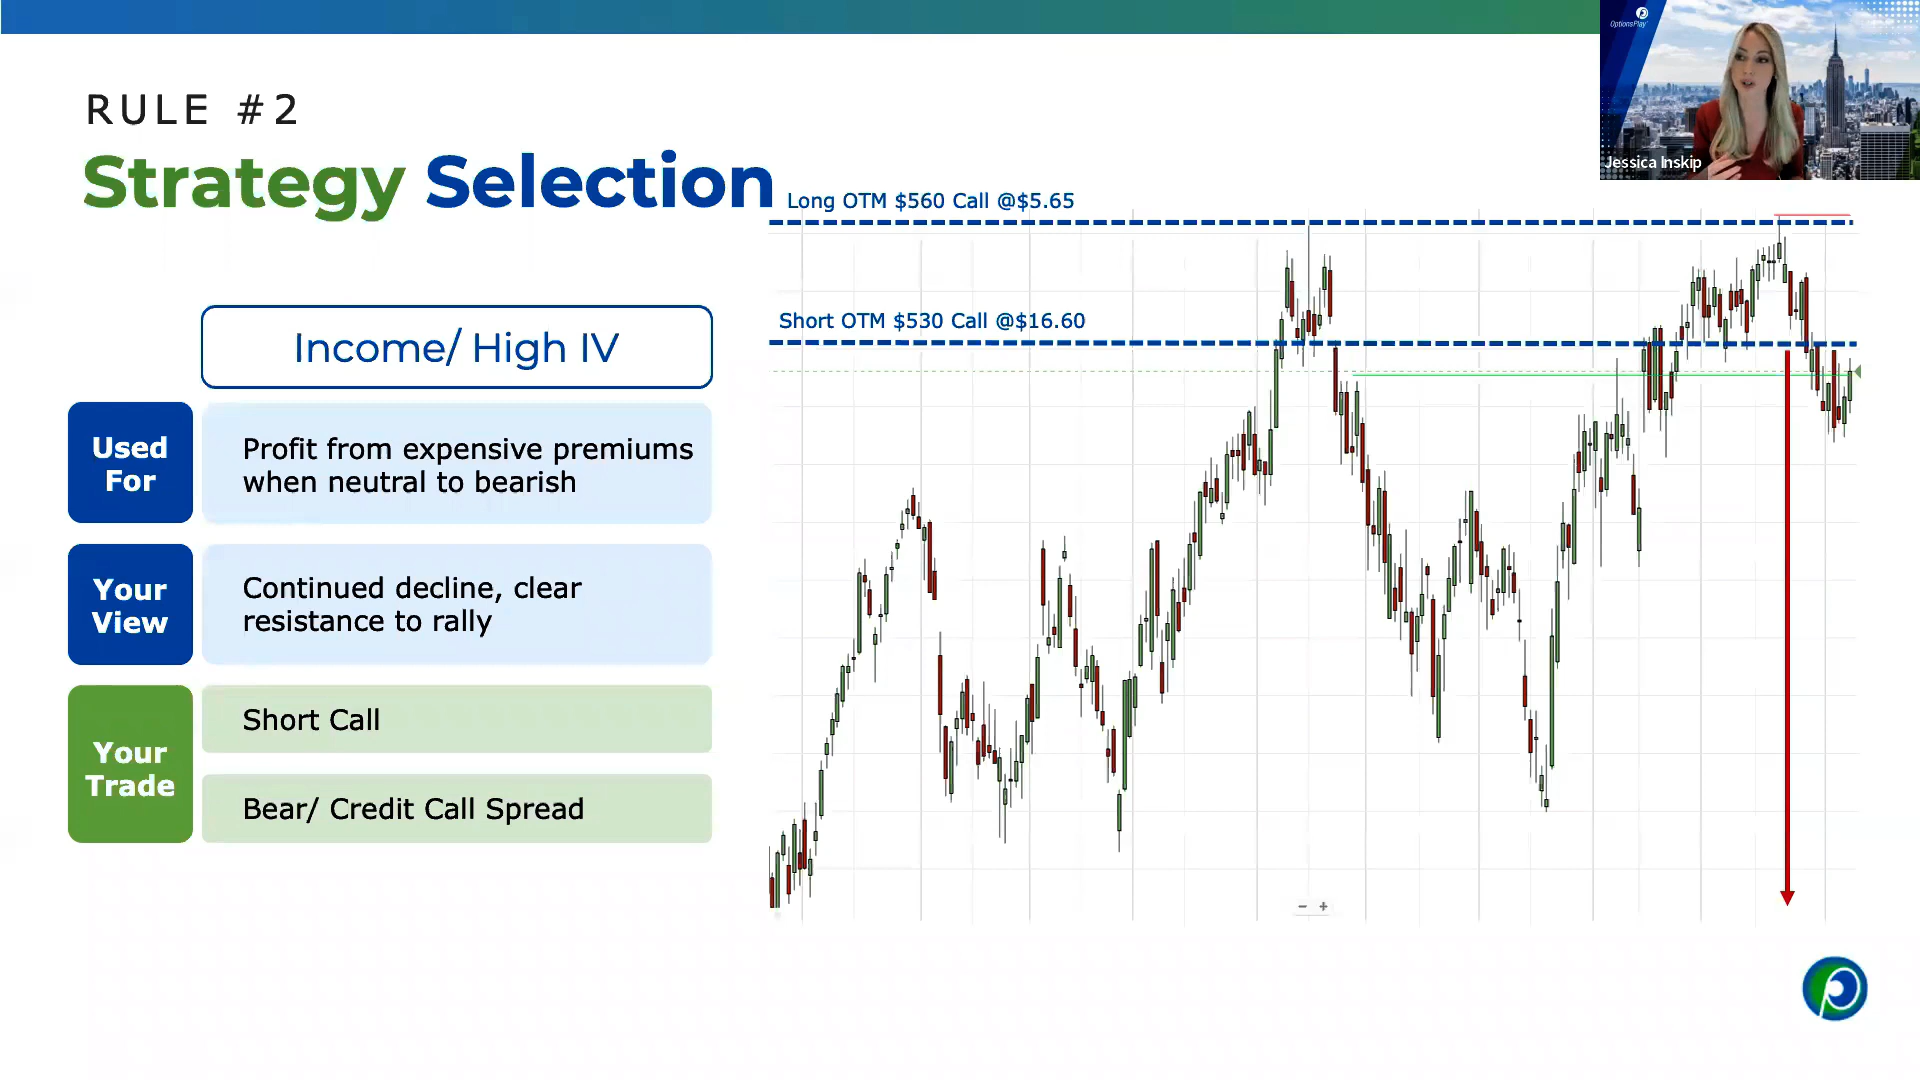 RULE #2
Strategy Selection
OptionsPlay
Jessica Inskip
Long OTM $560 Call @$5.65
Short OTM $530 Call @$16.60
Income/ High IV
Used
For
Profit from expensive premiums
when neutral to bearish
Your
View
Continued decline, clear
resistance to rally
Your
Trade
Short Call
Bear/ Credit Call Spread
− +